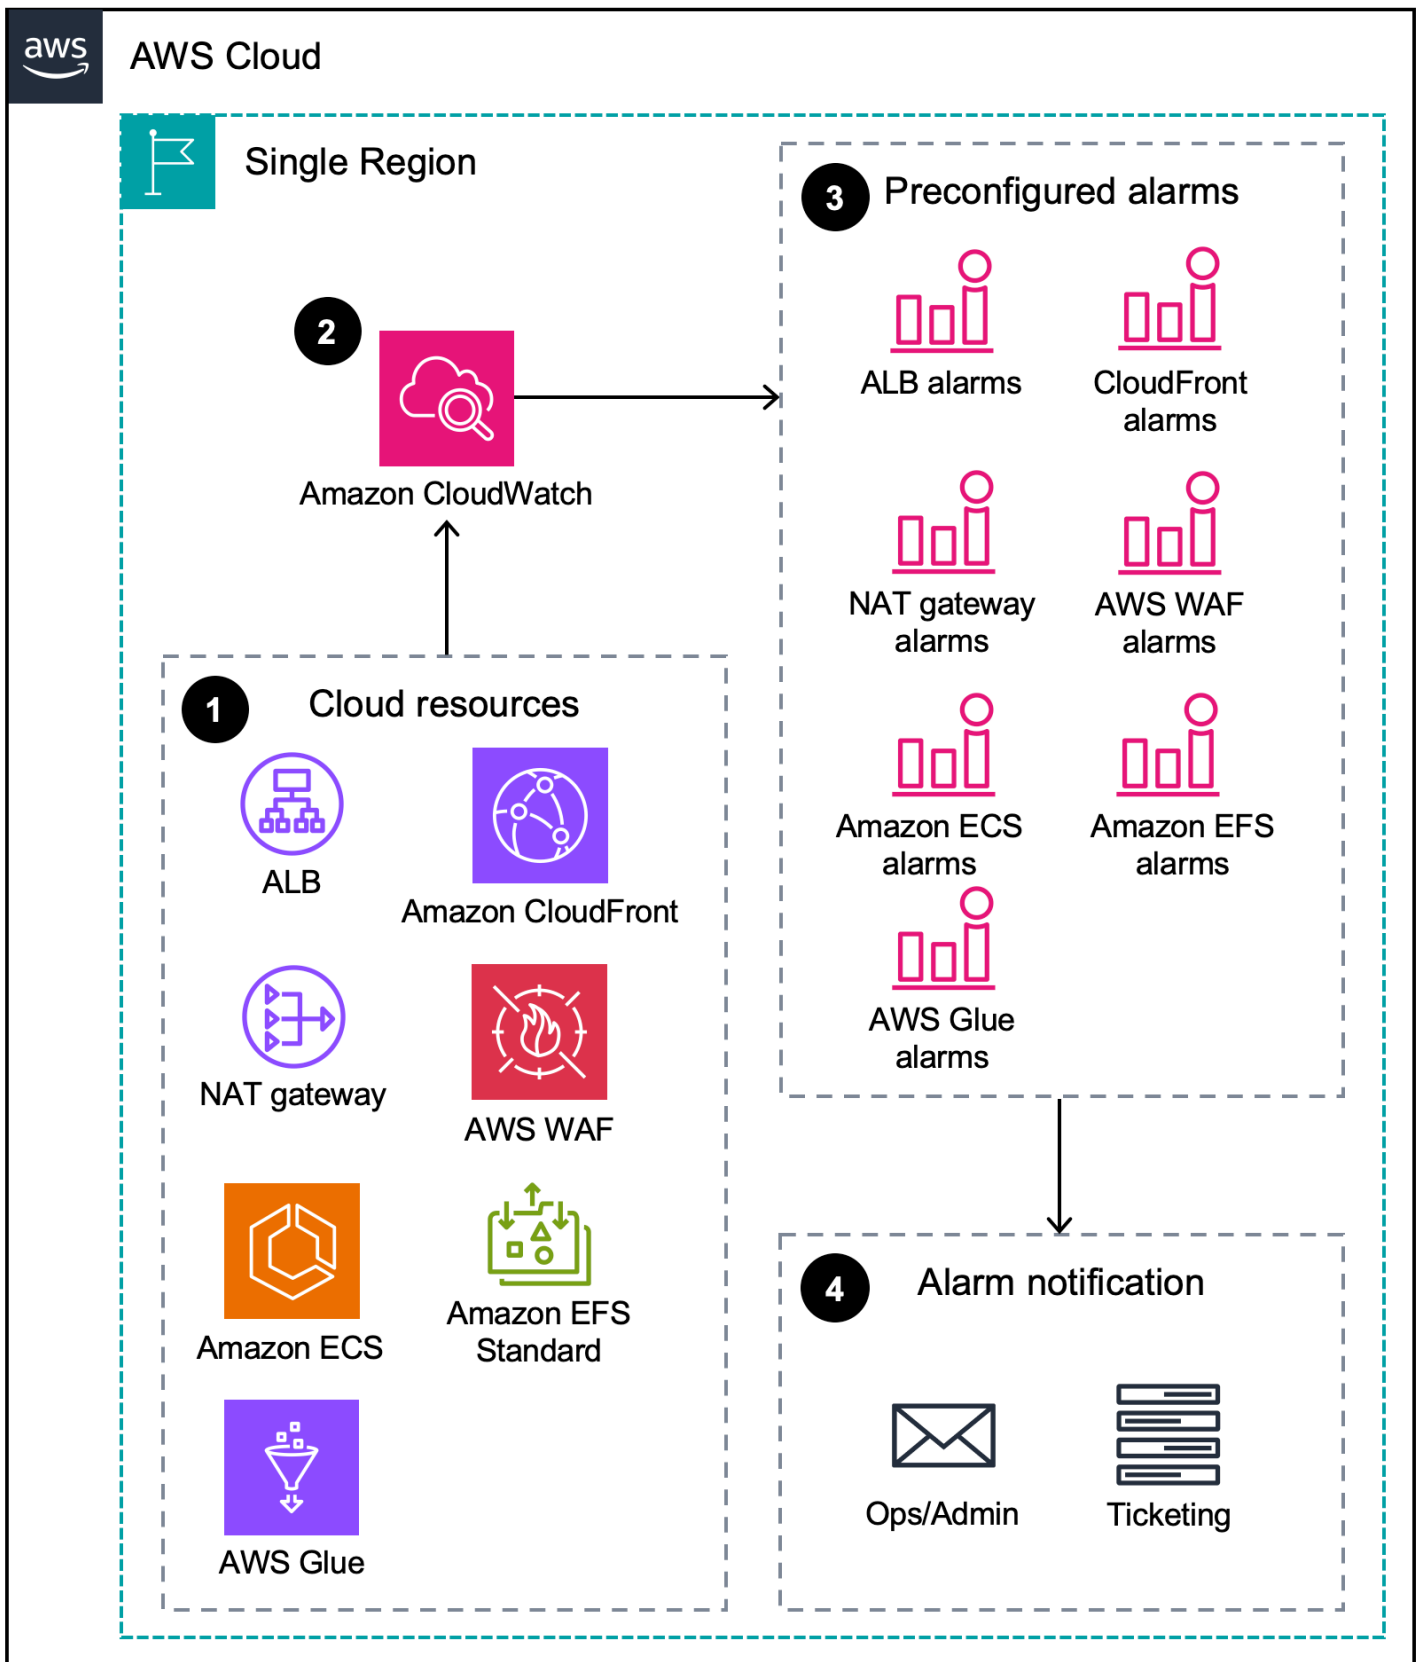 aws
AWS Cloud
Single Region
2
Amazon CloudWatch
1
Cloud resources
ALB
Amazon CloudFront
NAT gateway
AWS WAF
Amazon ECS
Amazon EFS
Standard
AWS Glue
3
Preconfigured alarms
ALB alarms
CloudFront
alarms
NAT gateway
alarms
AWS WAF
alarms
Amazon ECS
alarms
Amazon EFS
alarms
AWS Glue
alarms
4
Alarm notification
Ops/Admin
Ticketing